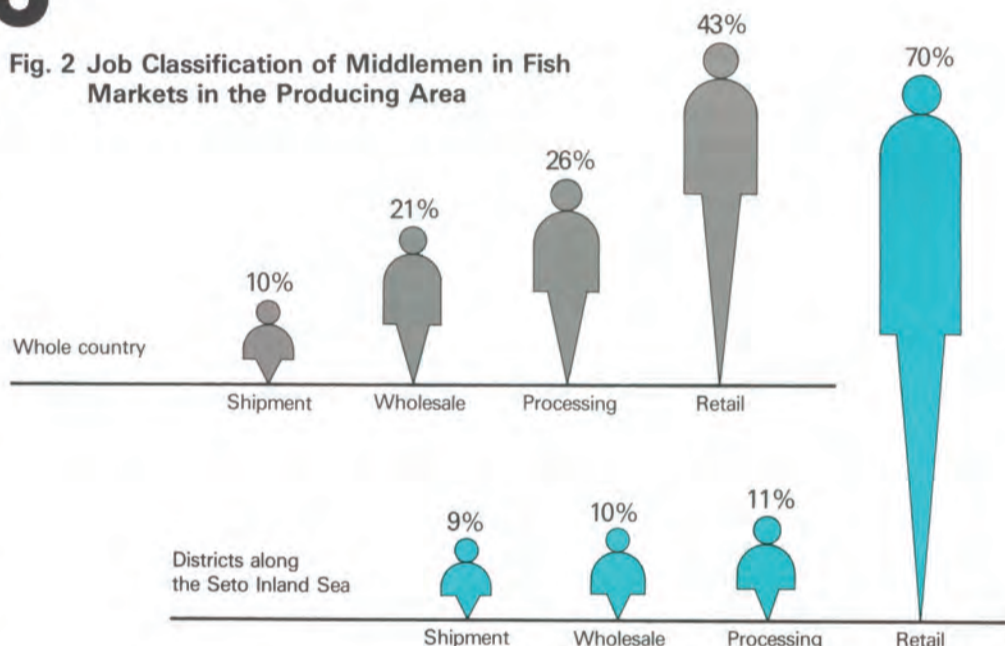 Fig. 2 Job Classification of Middlemen in Fish
Markets in the Producing Area
43%
70%
26%
21%
10%
Whole country
Shipment Wholesale Processing Retail
9% 10% 11%
Districts along
the Seto Inland Sea
Shipment Wholesale Processing Retail